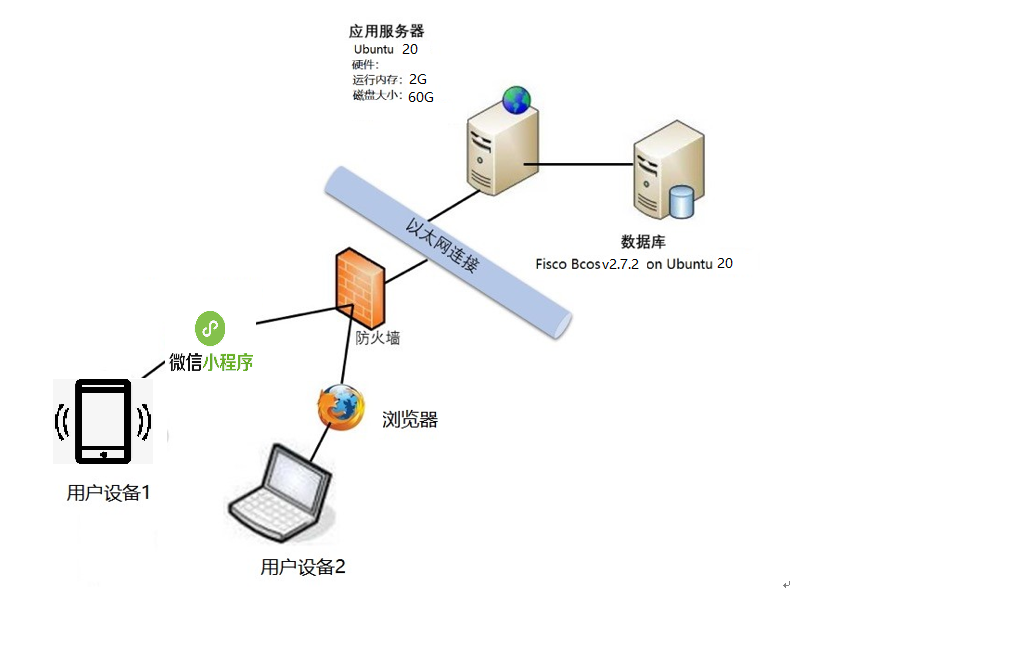 应用服务器
Ubuntu 20
硬件：
运行内存：2G
磁盘大小：60G
以太网连接
数据库
Fisco Bcosv2.7.2 on Ubuntu 20
防火墙
微信小程序
浏览器
用户设备1
用户设备2